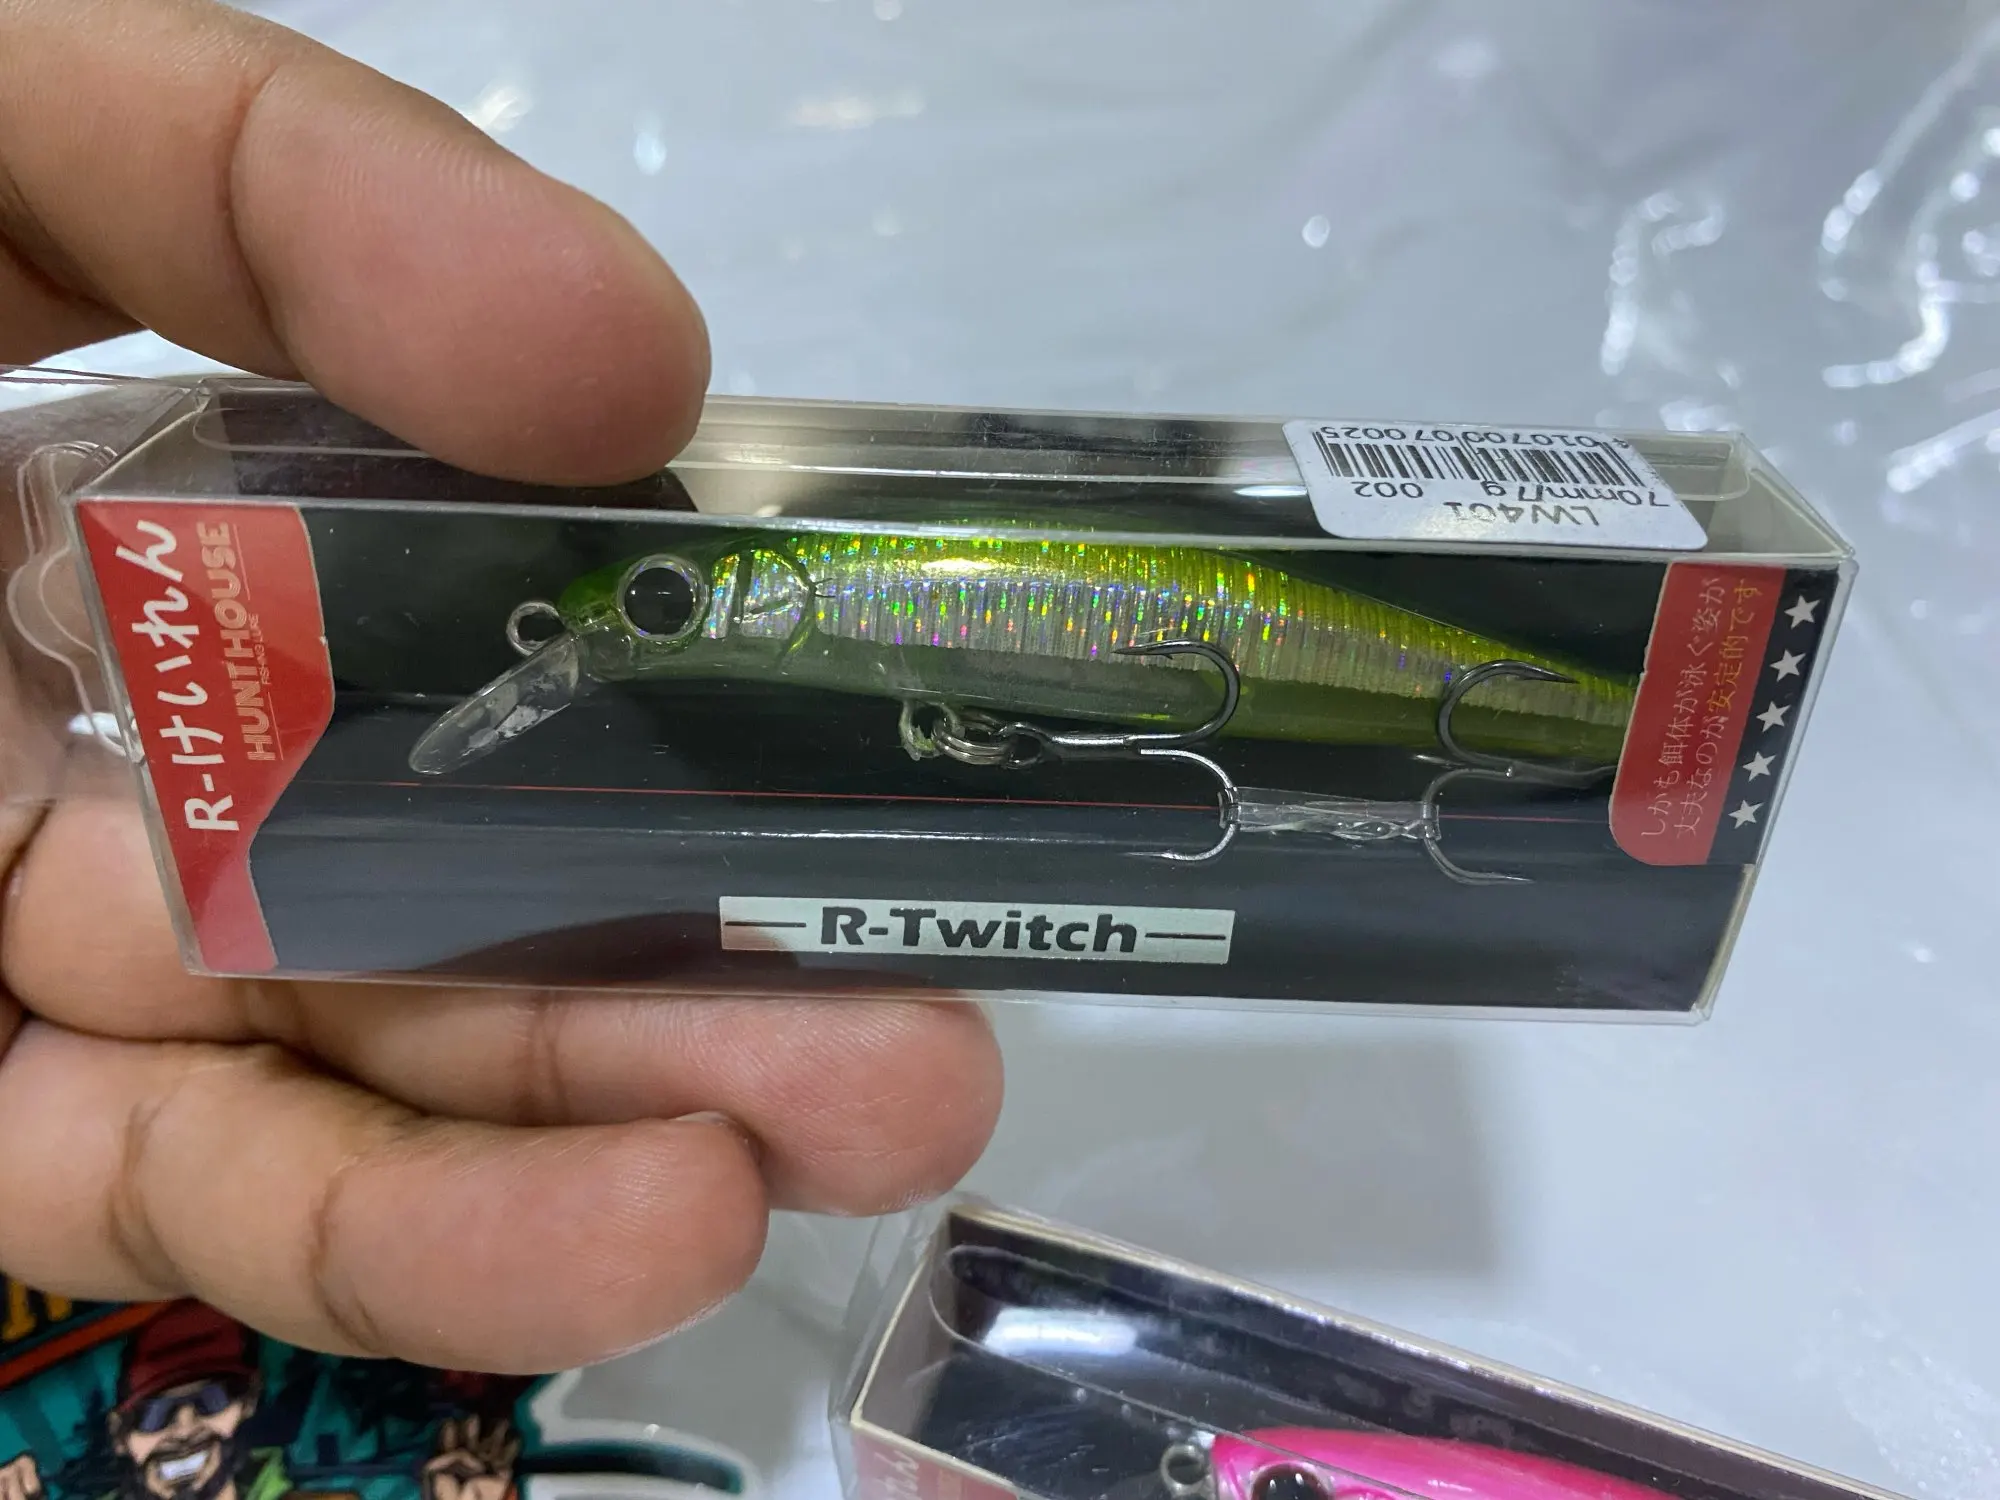 R-けいれん
HUNTHOUSE
FISHING LURE
LW401
70mm/7g 002
4010700070025
しかも餌体が泳ぐ姿が
丈夫なのが安定的です
— R-Twitch —